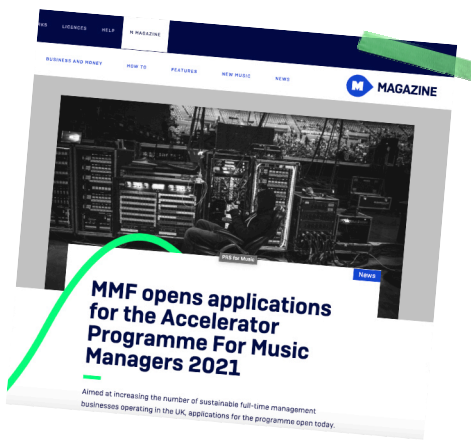 LICENCES
HELP
M MAGAZINE
BUSINESS AND MONEY
HOW TO
FEATURES
NEW MUSIC
NEWS
M MAGAZINE
PRS for Music
News
MMF opens applications
for the Accelerator
Programme For Music
Managers 2021
Aimed at increasing the number of sustainable full-time management
businesses operating in the UK, applications for the programme open today.